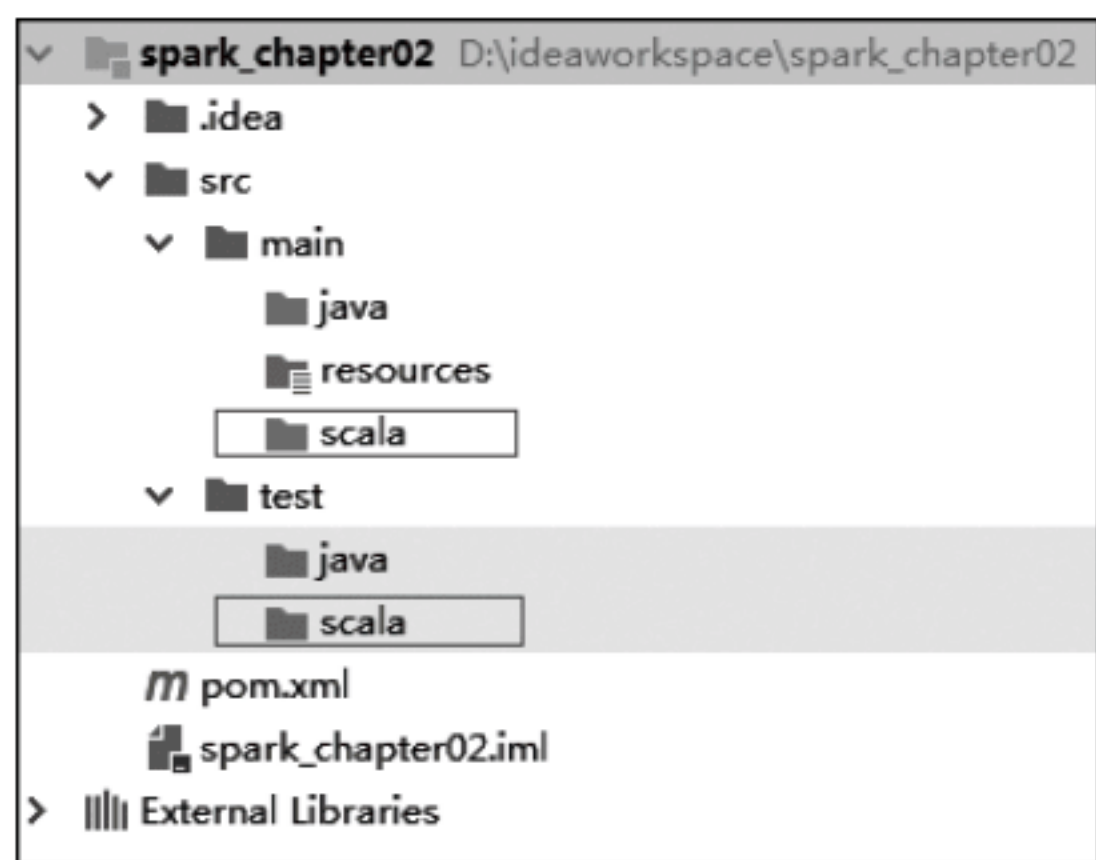 spark_chapter02 D:\ideaworkspace\spark_chapter02
.idea
src
main
java
resources
scala
test
java
scala
pom.xml
spark_chapter02.iml
External Libraries